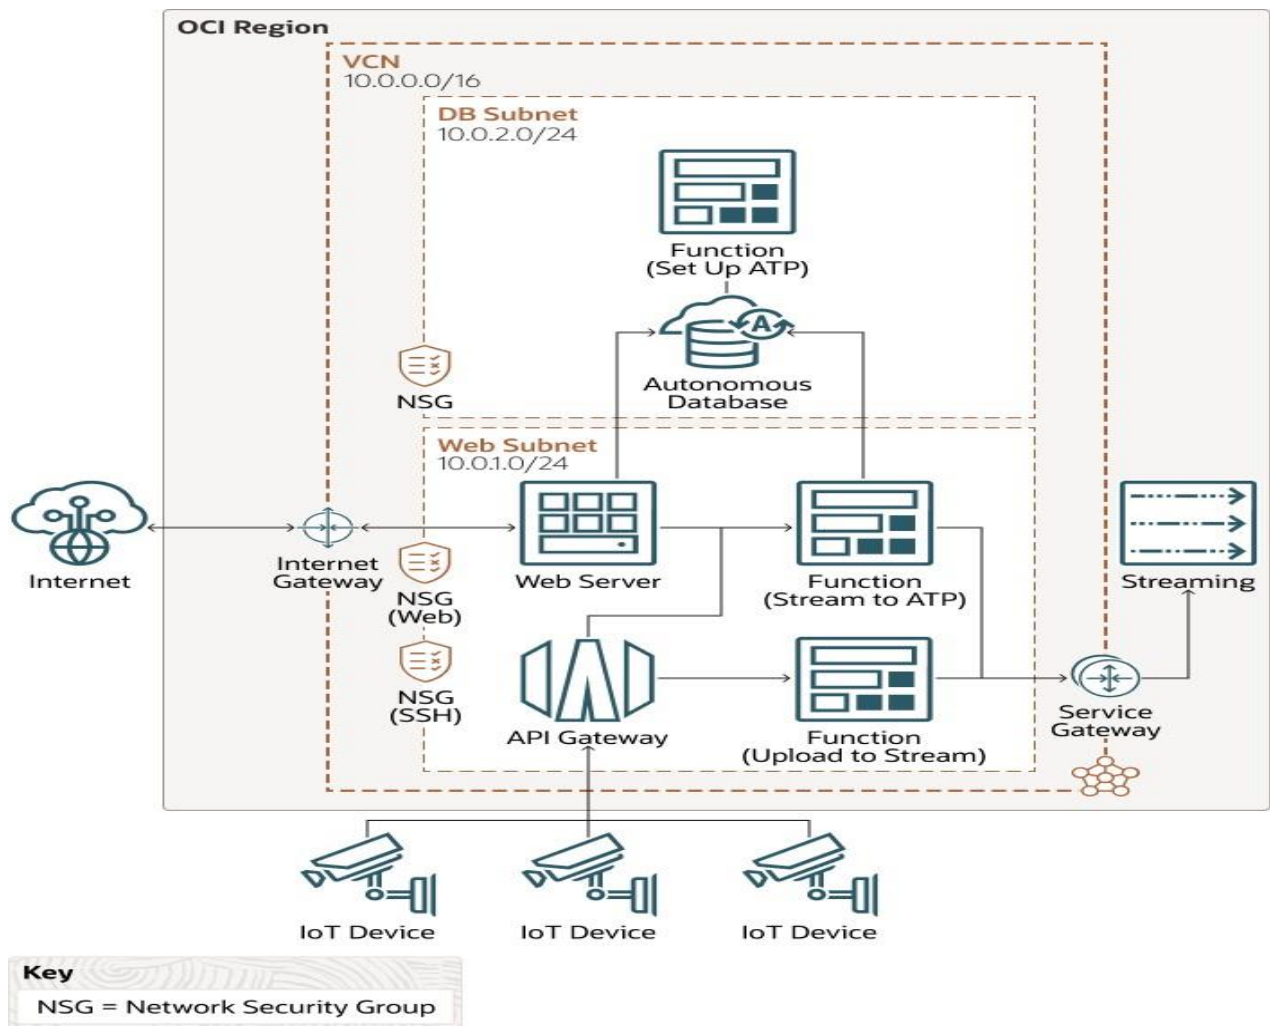 OCI Region
VCN
10.0.0.0/16
DB Subnet
10.0.2.0/24
Function
(Set Up ATP)
A
Autonomous
Database
NSG
Web Subnet
10.0.1.0/24
Internet
Internet
Gateway
NSG
(Web)
Web Server
Function
(Stream to ATP)
Streaming
NSG
(SSH)
API Gateway
Function
(Upload to Stream)
Service
Gateway
IoT Device
IoT Device
IoT Device
Key
NSG = Network Security Group